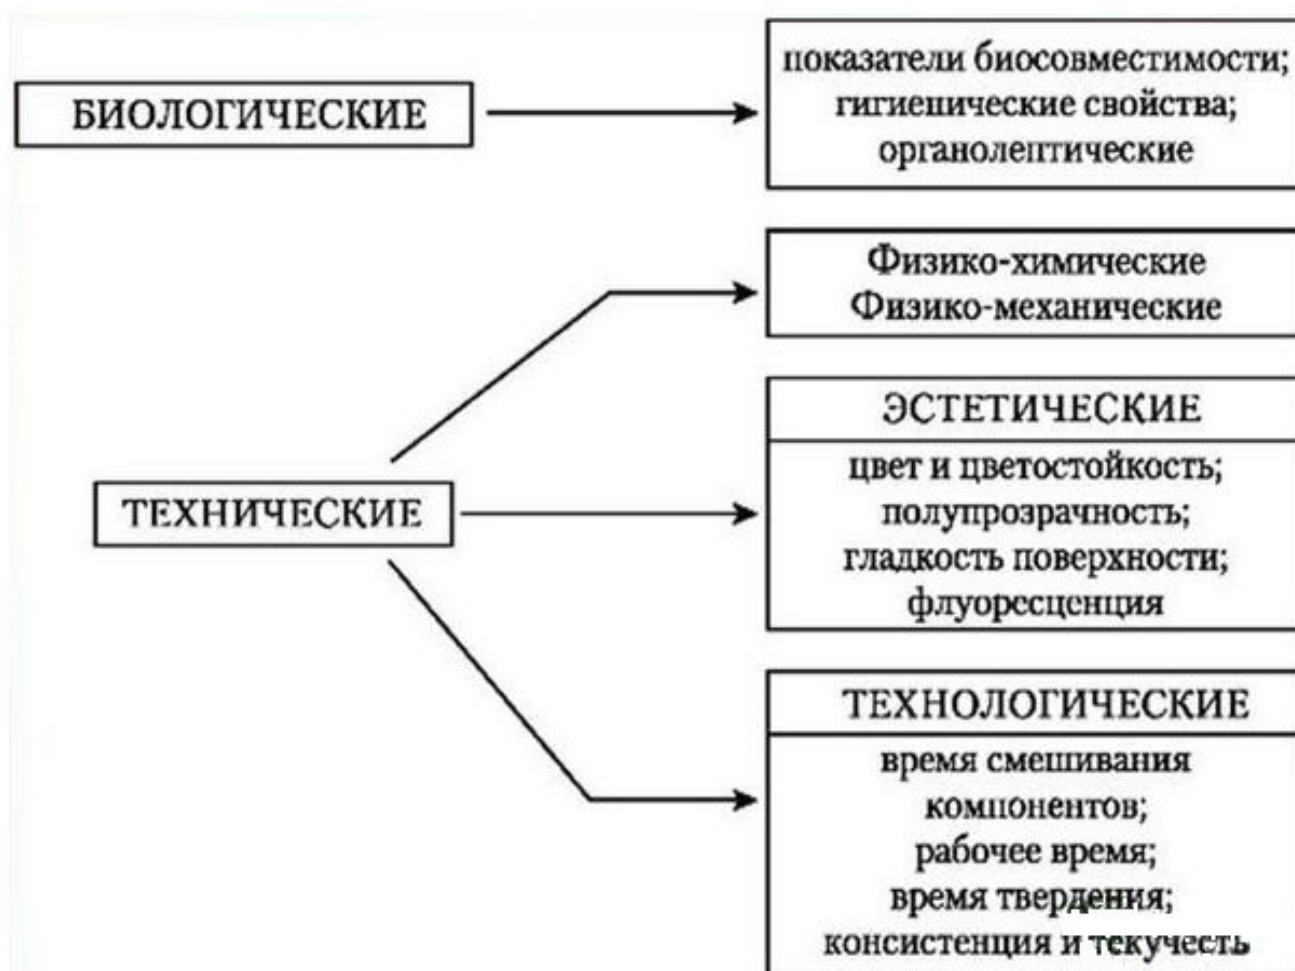 БИОЛОГИЧЕСКИЕ
показатели биосовместимости;
гигиенические свойства;
органолептические
ТЕХНИЧЕСКИЕ
Физико-химические
Физико-механические
ЭСТЕТИЧЕСКИЕ
цвет и цветостойкость;
полупрозрачность;
гладкость поверхности;
флуоресценция
ТЕХНОЛОГИЧЕСКИЕ
время смешивания
компонентов;
рабочее время;
время твердения;
консистенция и текучесть